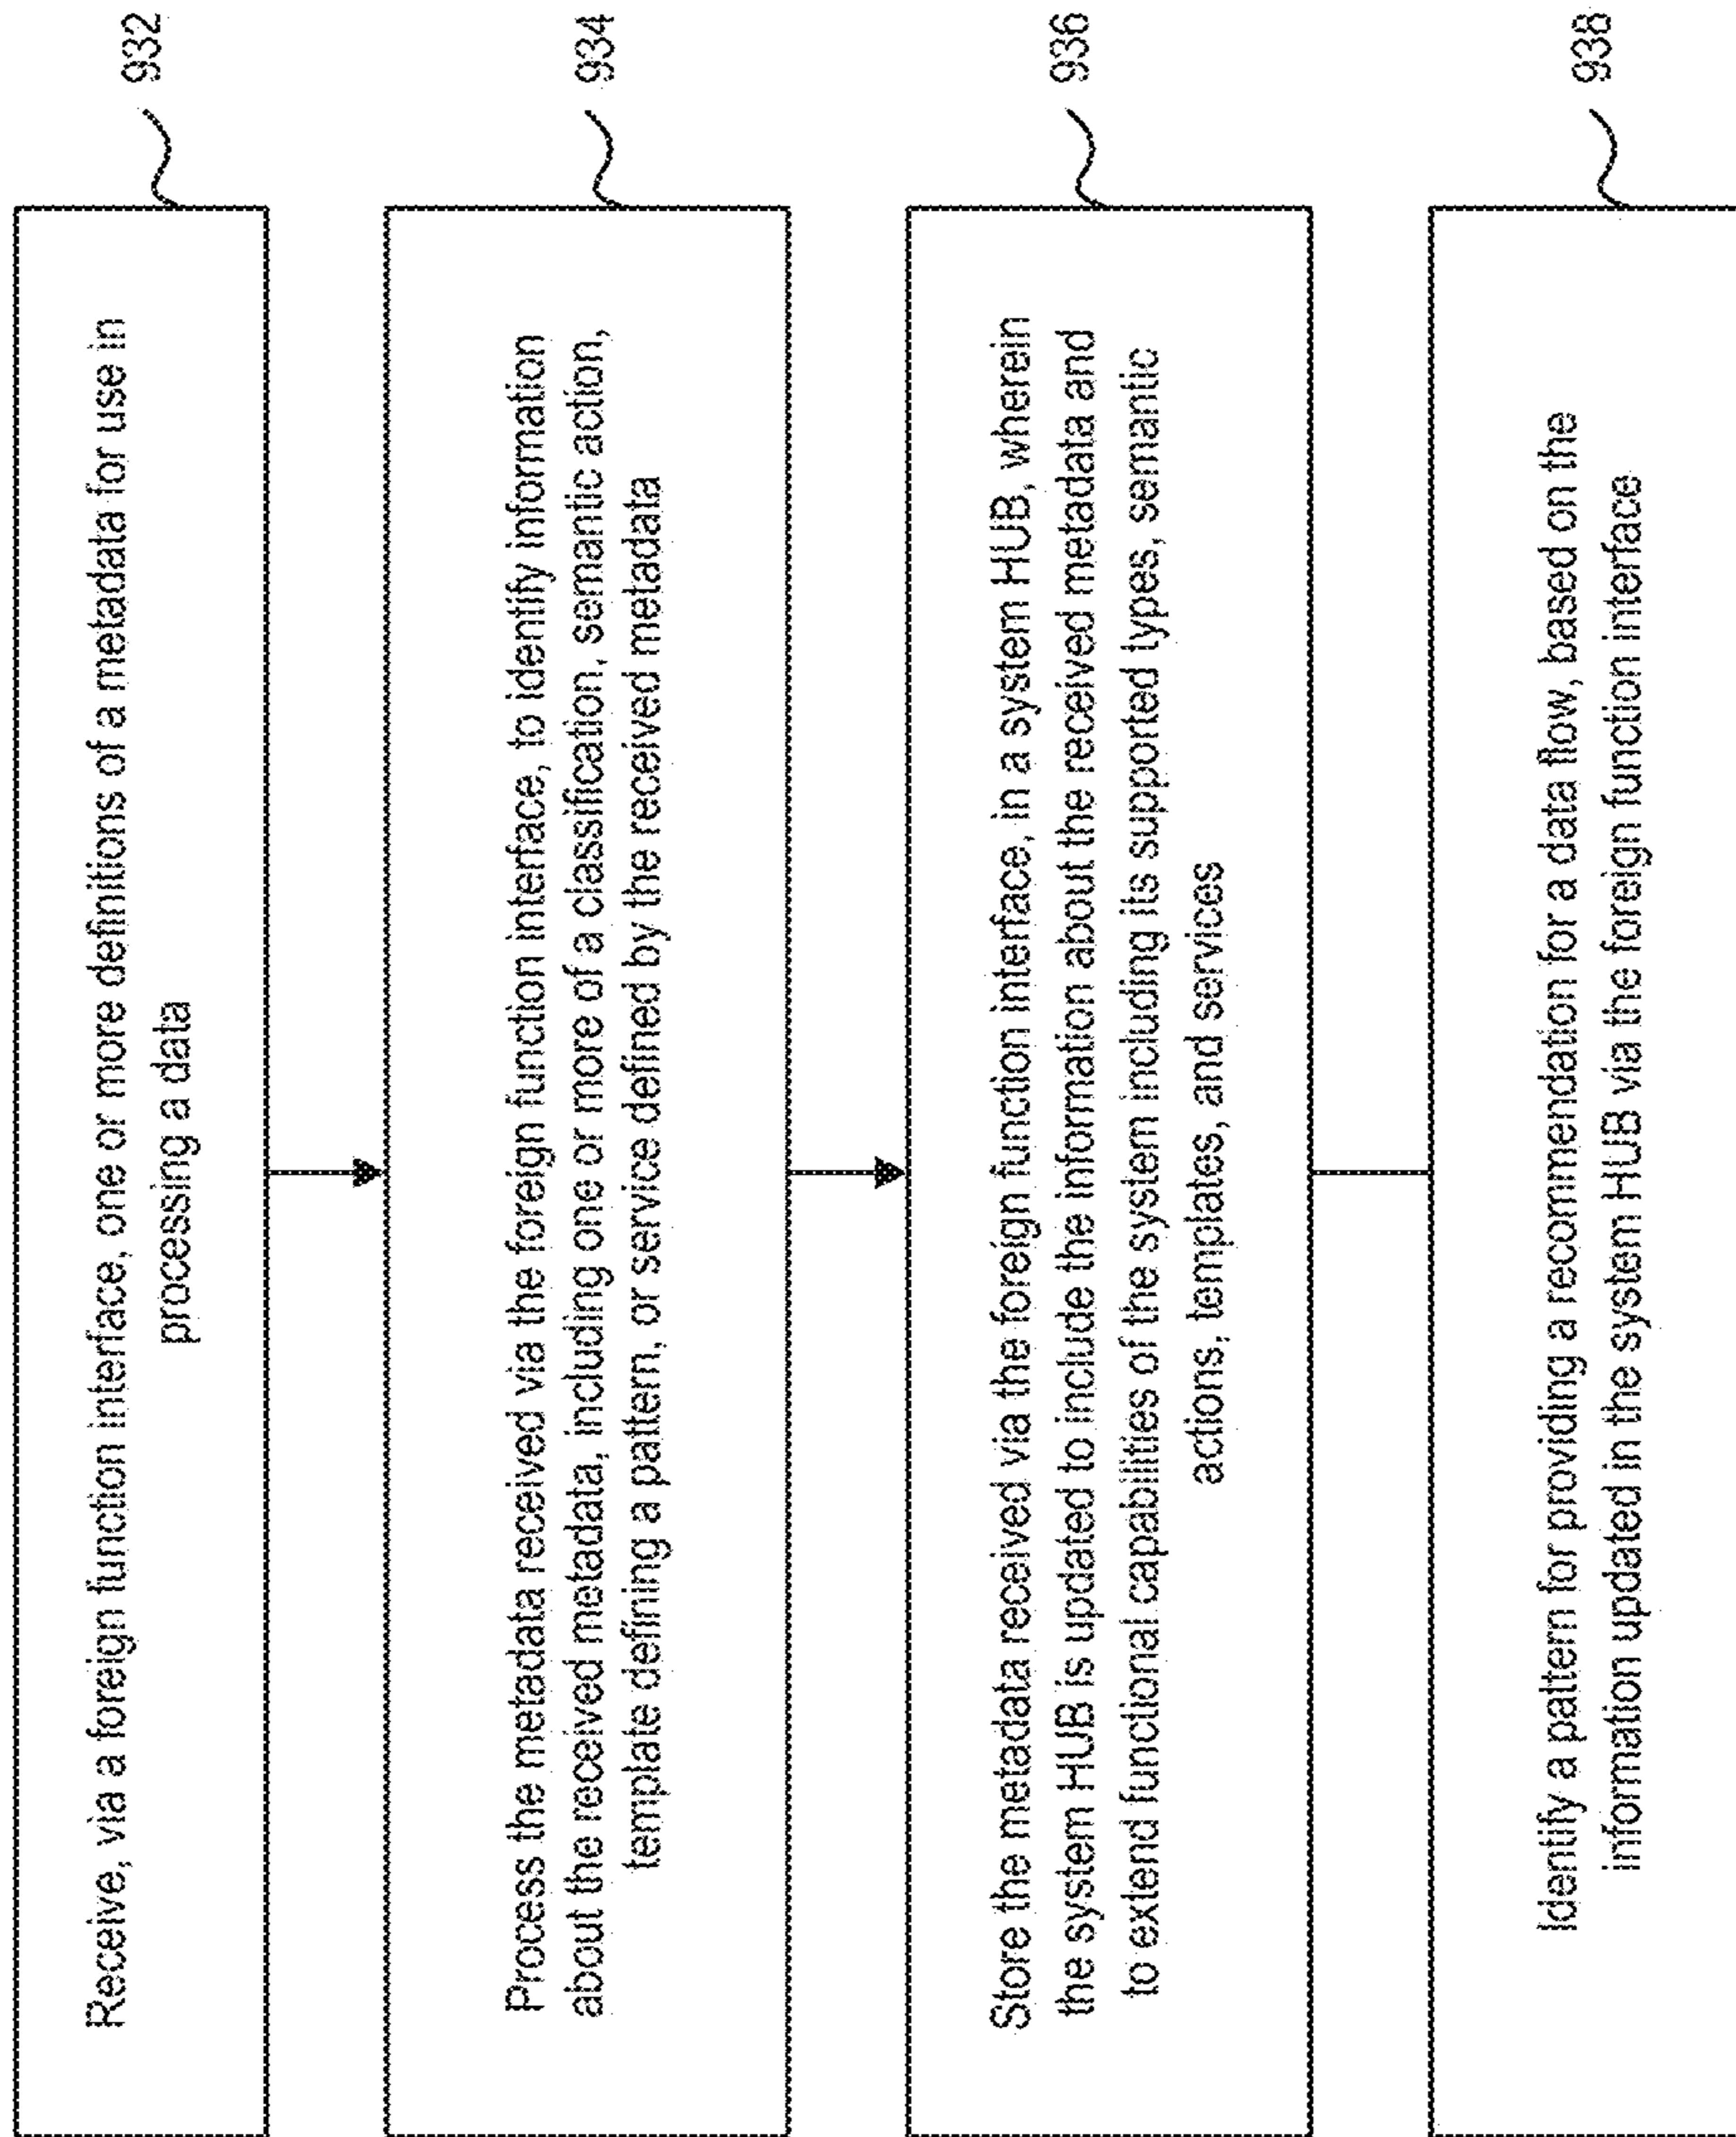 Receive, via a foreign function interface, one or more definitions of a metadata for use in
processing a data
932
Process the metadata received via the foreign function interface, to identify information
about the received metadata, including one or more of a classification, semantic action,
template defining a pattern, or service defined by the received metadata
934
Store the metadata received via the foreign function interface, in a system HUB, wherein
the system HUB is updated to include the information about the received metadata and
to extend functional capabilities of the system including its supported types, semantic
actions, templates, and services
936
Identify a pattern for providing a recommendation for a data flow, based on the
information updated in the system HUB via the foreign function interface
938